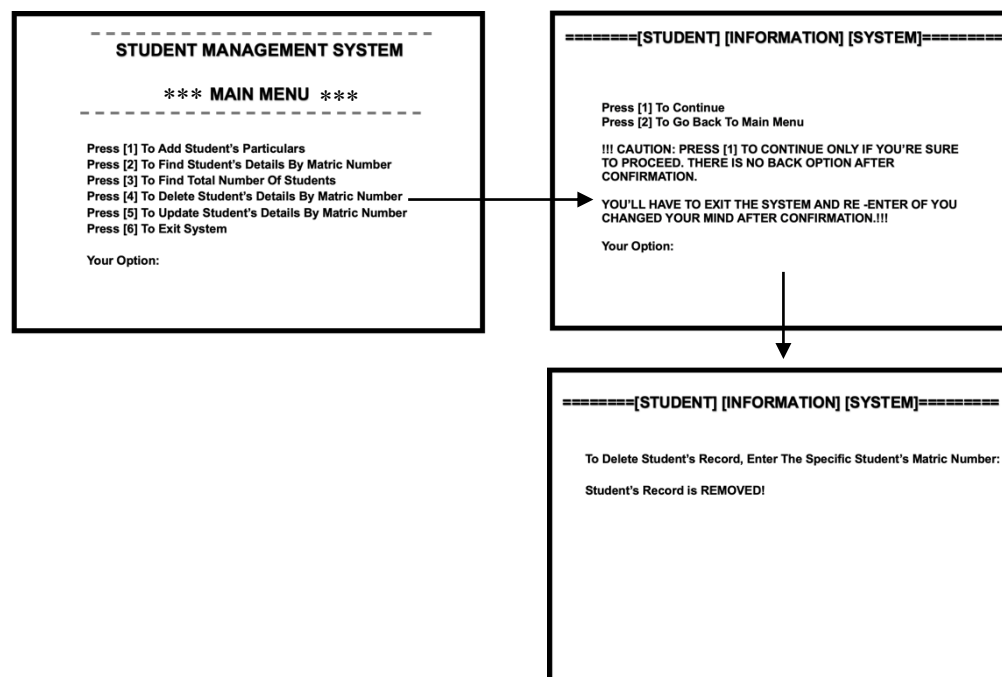 STUDENT MANAGEMENT SYSTEM
*** MAIN MENU ***
Press [1] To Add Student's Particulars
Press [2] To Find Student's Details By Matric Number
Press [3] To Find Total Number Of Students
Press [4] To Delete Student's Details By Matric Number
Press [5] To Update Student's Details By Matric Number
Press [6] To Exit System
Your Option:
========[STUDENT] [INFORMATION] [SYSTEM]=========
Press [1] To Continue
Press [2] To Go Back To Main Menu
!!! CAUTION: PRESS [1] TO CONTINUE ONLY IF YOU'RE SURE
TO PROCEED. THERE IS NO BACK OPTION AFTER
CONFIRMATION.
YOU'LL HAVE TO EXIT THE SYSTEM AND RE -ENTER OF YOU
CHANGED YOUR MIND AFTER CONFIRMATION.!!!
Your Option:
========[STUDENT] [INFORMATION] [SYSTEM]=========
To Delete Student's Record, Enter The Specific Student's Matric Number:
Student's Record is REMOVED!